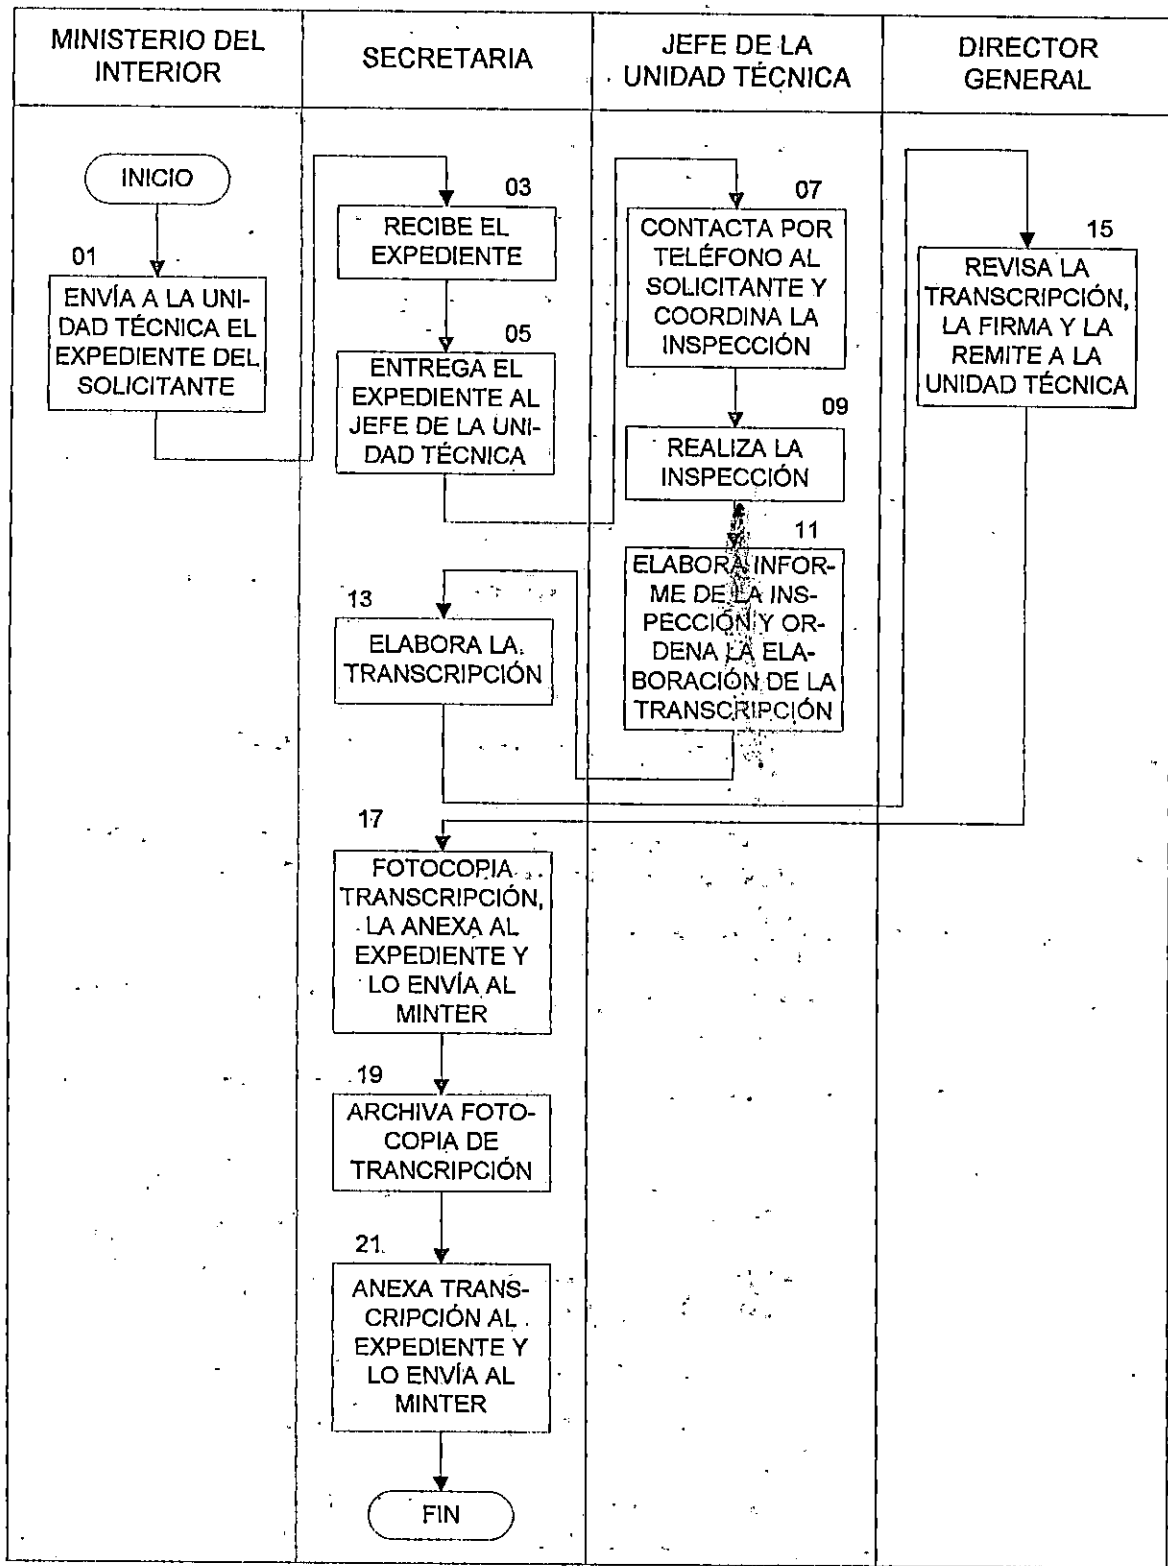 MINISTERIO DEL
INTERIOR
SECRETARIA
JEFE DE LA
UNIDAD TÉCNICA
DIRECTOR
GENERAL
INICIO
01
ENVÍA A LA UNI-
DAD TÉCNICA EL
EXPEDIENTE DEL
SOLICITANTE
03
RECIBE EL
EXPEDIENTE
05
ENTREGA EL
EXPEDIENTE AL
JEFE DE LA UNI-
DAD TÉCNICA
07
CONTACTA POR
TELÉFONO AL
SOLICITANTE Y
COORDINA LA
INSPECCIÓN
09
REALIZA LA
INSPECCIÓN
11
ELABORA INFOR-
ME DE LA INS-
PECCIÓN Y OR-
DENA LA ELA-
BORACIÓN DE LA
TRANSCRIPCIÓN
13
ELABORA LA
TRANSCRIPCIÓN
15
REVISA LA
TRANSCRIPCIÓN,
LA FIRMA Y LA
REMITE A LA
UNIDAD TÉCNICA
17
FOTOCOPIA
TRANSCRIPCIÓN,
LA ANEXA AL
EXPEDIENTE Y
LO ENVÍA AL
MINTER
19
ARCHIVA FOTO-
COPIA DE
TRANCRIPCIÓN
21
ANEXA TRANS-
CRIPCIÓN AL
EXPEDIENTE Y
LO ENVÍA AL
MINTER
FIN